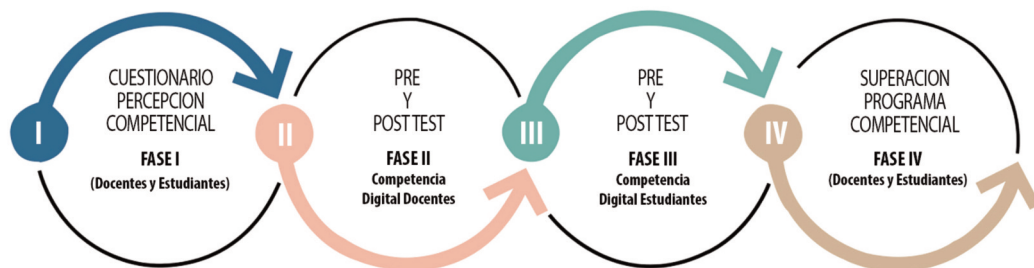 I
CUESTIONARIO
PERCEPCION
COMPETENCIAL
FASE I
(Docentes y Estudiantes)
II
PRE
Y
POST TEST
FASE II
Competencia
Digital Docentes
III
PRE
Y
POST TEST
FASE III
Competencia
Digital Estudiantes
IV
SUPERACION
PROGRAMA
COMPETENCIAL
FASE IV
(Docentes y Estudiantes)